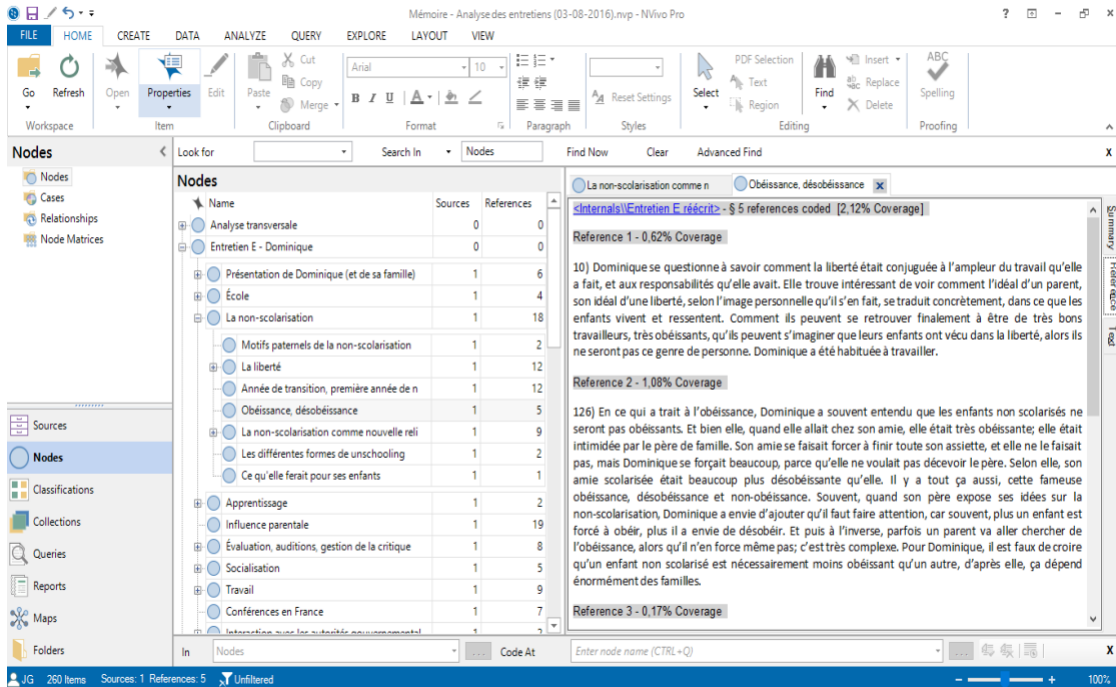 Mémoire - Analyse des entretiens (03-08-2016).nvp - NVivo Pro
FILE HOME CREATE DATA ANALYZE QUERY EXPLORE LAYOUT VIEW
Go
Refresh
Open
Properties
Edit
Paste
Cut
Copy
Merge
Arial 10
B I U A
Reset Settings
Select
PDF Selection
Text
Region
Find
Insert
Replace
Delete
ABC
Spelling
Workspace Item Clipboard Format Paragraph Styles Editing Proofing
Nodes
Nodes
Cases
Relationships
Node Matrices
Sources
Nodes
Classifications
Collections
Queries
Reports
Maps
Folders
Look for Search In Nodes Find Now Clear Advanced Find X
Nodes
Name Sources References
Analyse transversale 0 0
Entretien E - Dominique 0 0
Présentation de Dominique (et de sa famille) 1 6
École 1 4
La non-scolarisation 1 18
Motifs paternels de la non-scolarisation 1 2
La liberté 1 12
Année de transition, première année de n 1 12
Obéissance, désobéissance 1 5
La non-scolarisation comme nouvelle reli 1 9
Les différentes formes de unschooling 1 2
Ce qu'elle ferait pour ses enfants 1 1
Apprentissage 1 2
Influence parentale 1 19
Évaluation, auditions, gestion de la critique 1 8
Socialisation 1 5
Travail 1 9
Conférences en France 1 7
Interaction avec les autorités gouvernemental 1 2
La non-scolarisation comme n
Obéissance, désobéissance
<Internals\\Entretien E réécrit> - § 5 references coded [2,12% Coverage]
Reference 1 - 0,62% Coverage
10) Dominique se questionne à savoir comment la liberté était conjuguée à l'ampleur du travail qu'elle
a fait, et aux responsabilités qu'elle avait. Elle trouve intéressant de voir comment l'idéal d'un parent,
son idéal d'une liberté, selon l'image personnelle qu'il s'en fait, se traduit concrètement, dans ce que les
enfants vivent et ressentent. Comment ils peuvent se retrouver finalement à être de très bons
travailleurs, très obéissants, qu'ils peuvent s'imaginer que leurs enfants ont vécu dans la liberté, alors ils
ne seront pas ce genre de personne. Dominique a été habituée à travailler.
Reference 2 - 1,08% Coverage
126) En ce qui a trait à l'obéissance, Dominique a souvent entendu que les enfants non scolarisés ne
seront pas obéissants. Et bien elle, quand elle allait chez son amie, elle était très obéissante; elle était
intimidée par le père de famille. Son amie se faisait forcer à finir toute son assiette, et elle ne le faisait
pas, mais Dominique se forçait beaucoup, parce qu'elle ne voulait pas décevoir le père. Selon elle, son
amie scolarisée était beaucoup plus désobéissante qu'elle. Il y a tout ça aussi, cette fameuse
obéissance, désobéissance et non-obéissance. Souvent, quand son père expose ses idées sur la
non-scolarisation, Dominique a envie d'ajouter qu'il faut faire attention, car souvent, plus un enfant est
forcé à obéir, plus il a envie de désobéir. Et puis à l'inverse, parfois un parent va aller chercher de
l'obéissance, alors qu'il n'en force même pas; c'est très complexe. Pour Dominique, il est faux de croire
qu'un enfant non scolarisé est nécessairement moins obéissant qu'un autre, d'après elle, ça dépend
énormément des familles.
Reference 3 - 0,17% Coverage
Summary
Reference
Text
In Nodes ... Code At Enter node name (CTRL+Q) ... X
JG 260 Items Sources: 1 References: 5 Unfiltered 100%